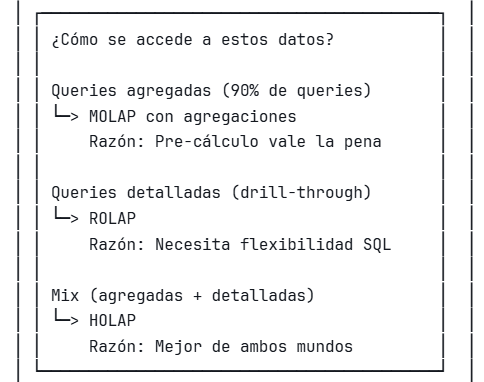 ¿Cómo se accede a estos datos?
Queries agregadas (90% de queries)
└─> MOLAP con agregaciones
Razón: Pre-cálculo vale la pena
Queries detalladas (drill-through)
└─> ROLAP
Razón: Necesita flexibilidad SQL
Mix (agregadas + detalladas)
└─> HOLAP
Razón: Mejor de ambos mundos